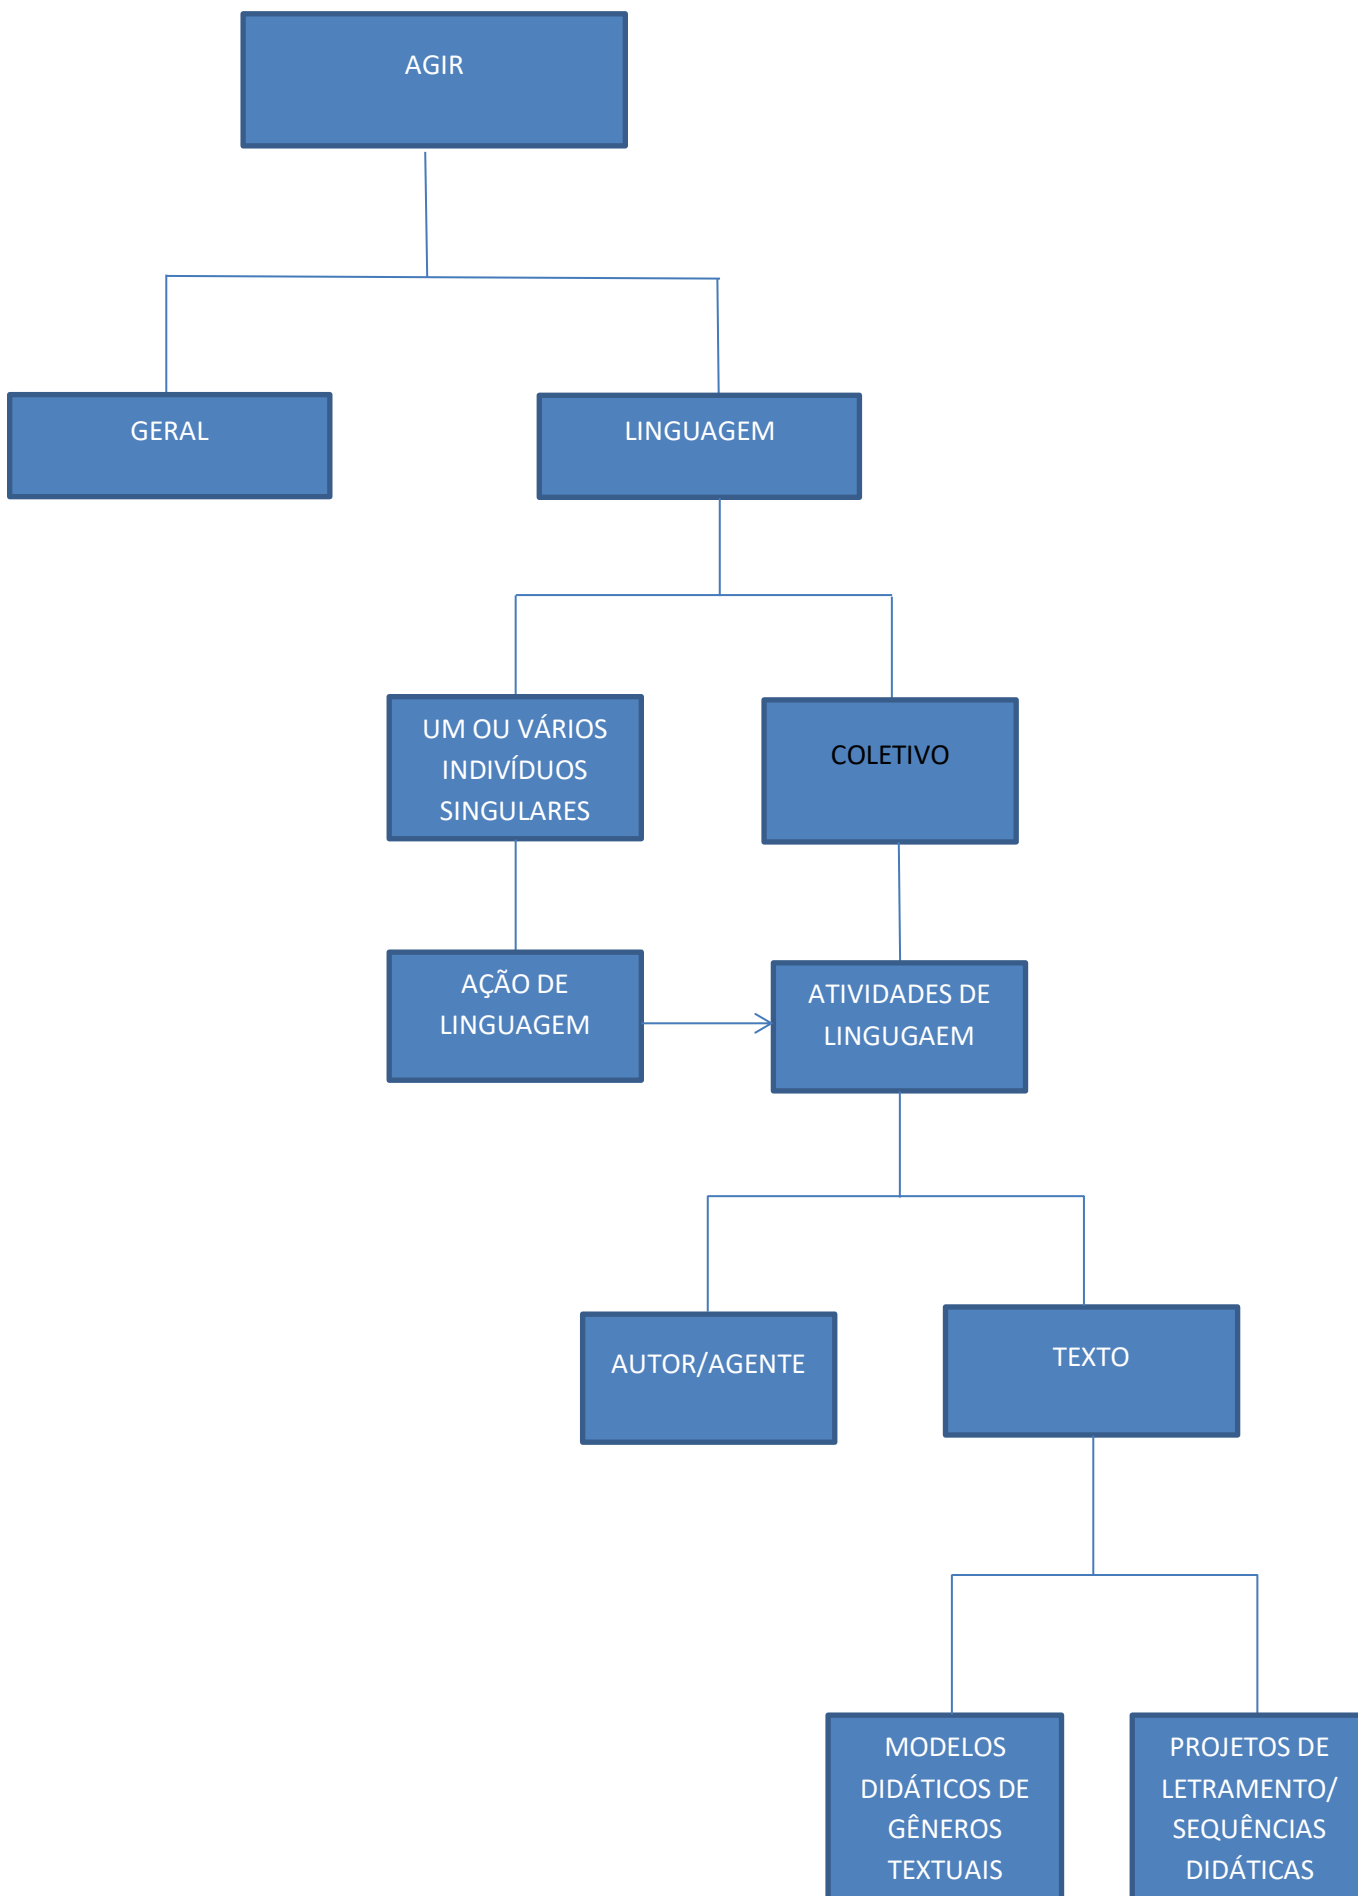 AGIR
GERAL
LINGUAGEM
UM OU VÁRIOS
INDIVÍDUOS
SINGULARES
COLETIVO
AÇÃO DE
LINGUAGEM
ATIVIDADES DE
LINGUGAEM
AUTOR/AGENTE
TEXTO
MODELOS
DIDÁTICOS DE
GÊNEROS
TEXTUAIS
PROJETOS DE
LETRAMENTO/
SEQUÊNCIAS
DIDÁTICAS